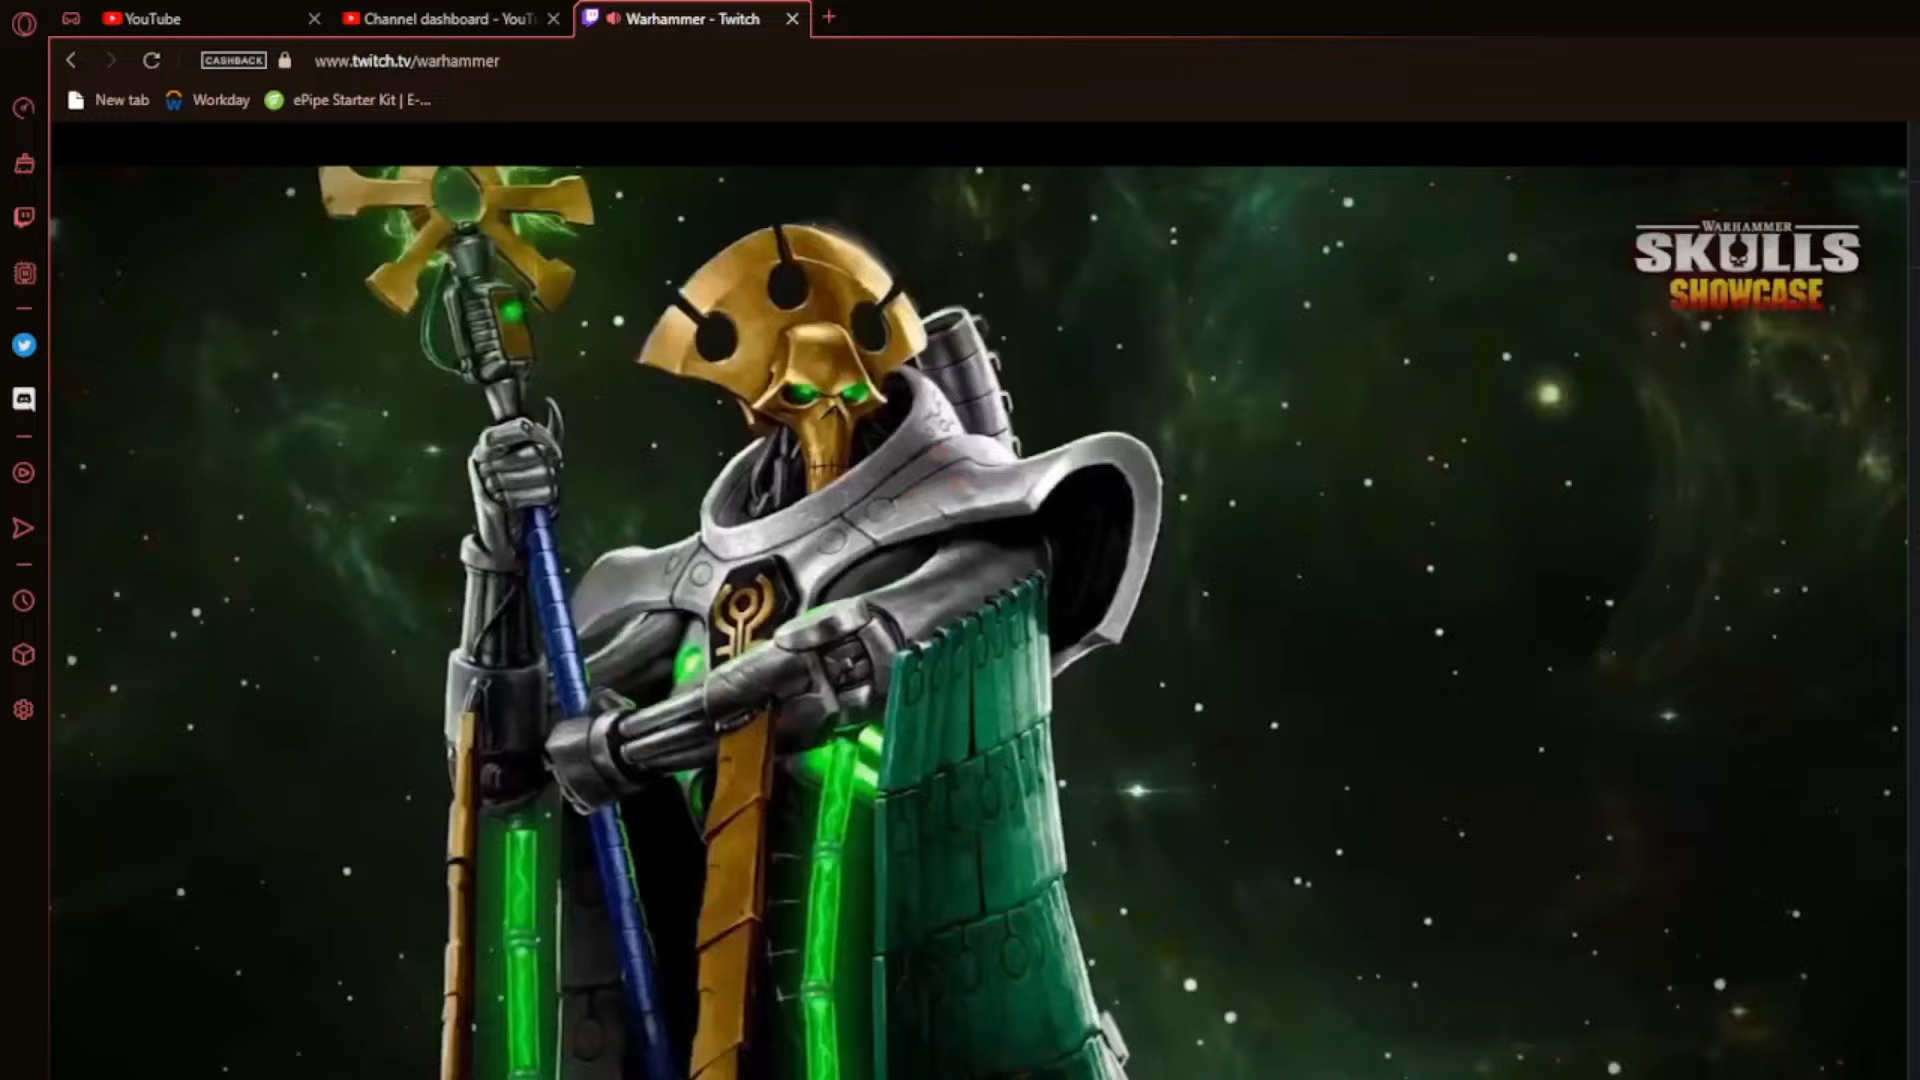 YouTube
Channel dashboard - YouT
Warhammer - Twitch
CASHBACK
www.twitch.tv/warhammer
New tab
Workday
ePipe Starter Kit | E-...
WARHAMMER
SKULLS
SHOWCASE